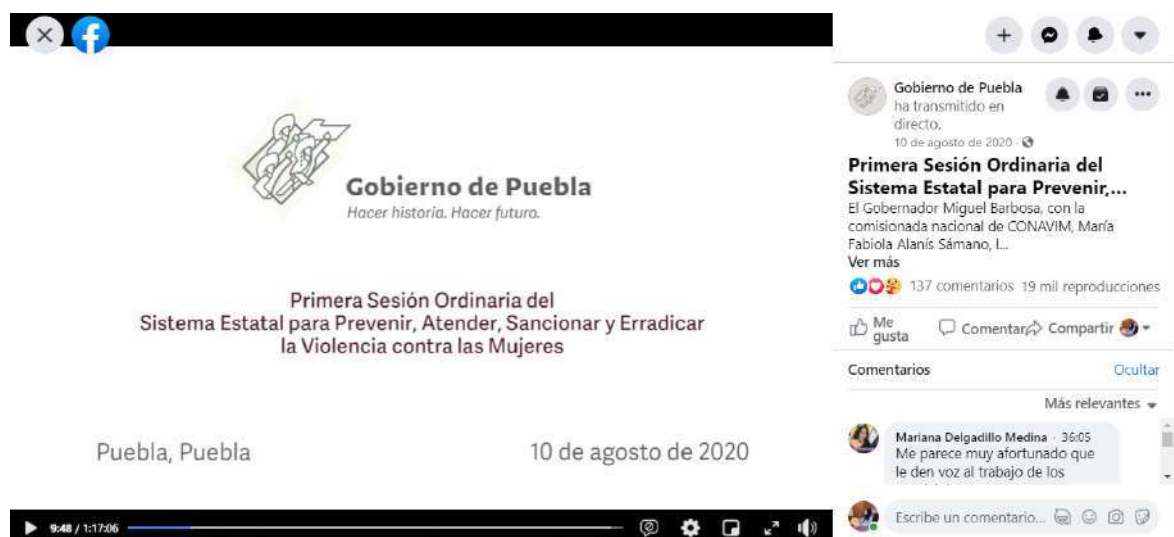 Gobierno de Puebla
Hacer historia. Hacer futuro.
Primera Sesión Ordinaria del
Sistema Estatal para Prevenir, Atender, Sancionar y Erradicar
la Violencia contra las Mujeres
Puebla, Puebla
10 de agosto de 2020
9:48 / 1:17:06
Gobierno de Puebla
ha transmitido en
directo.
10 de agosto de 2020 ·
Primera Sesión Ordinaria del
Sistema Estatal para Prevenir,...
El Gobernador Miguel Barbosa, con la
comisionada nacional de CONAVIM, María
Fabiola Alanís Sámano, l...
Ver más
137 comentarios 19 mil reproducciones
Me gusta
Comentar
Compartir
Comentarios
Ocultar
Más relevantes
Mariana Delgadillo Medina · 36:05
Me parece muy afortunado que
le den voz al trabajo de los
Escribe un comentario...